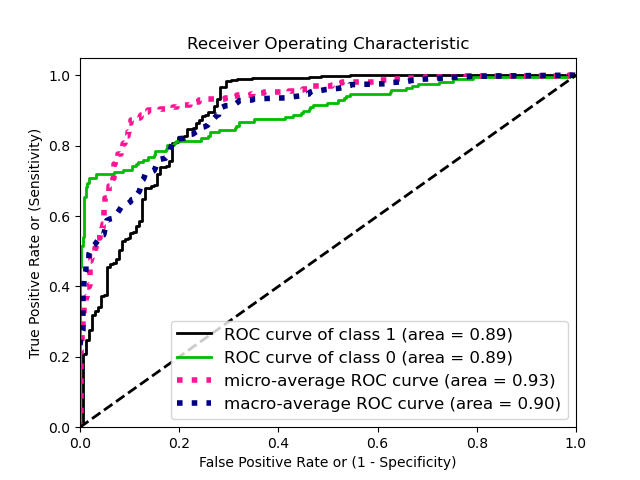 Receiver Operating Characteristic
True Positive Rate or (Sensitivity)
1.0
0.8
0.6
0.4
0.2
0.0
ROC curve of class 1 (area = 0.89)
ROC curve of class 0 (area = 0.89)
micro-average ROC curve (area = 0.93)
macro-average ROC curve (area = 0.90)
0.0 0.2 0.4 0.6 0.8 1.0
False Positive Rate or (1 - Specificity)